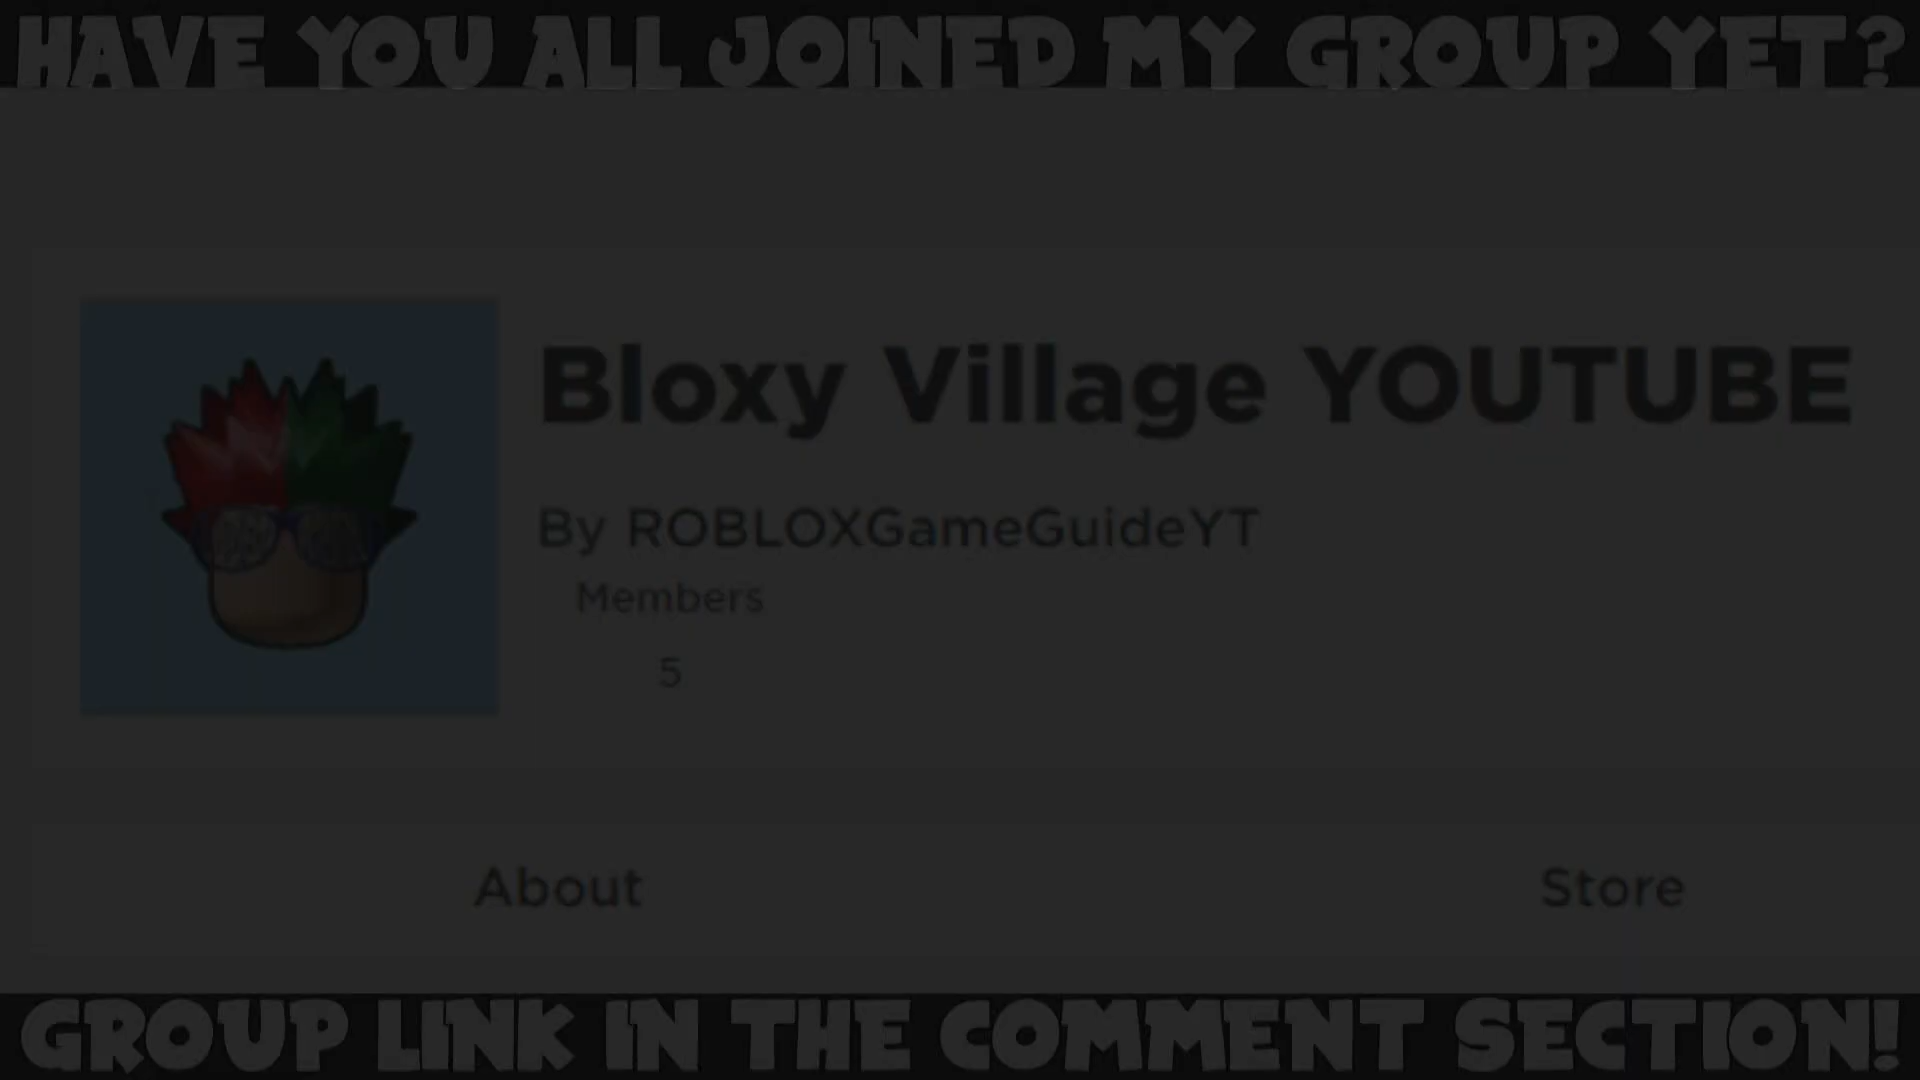 HAVE YOU ALL JOINED MY GROUP YET?
Bloxy Village YOUTUBE
By ROBLOXGameGuideYT
Members
5
About
Store
GROUP LINK IN THE COMMENT SECTION!